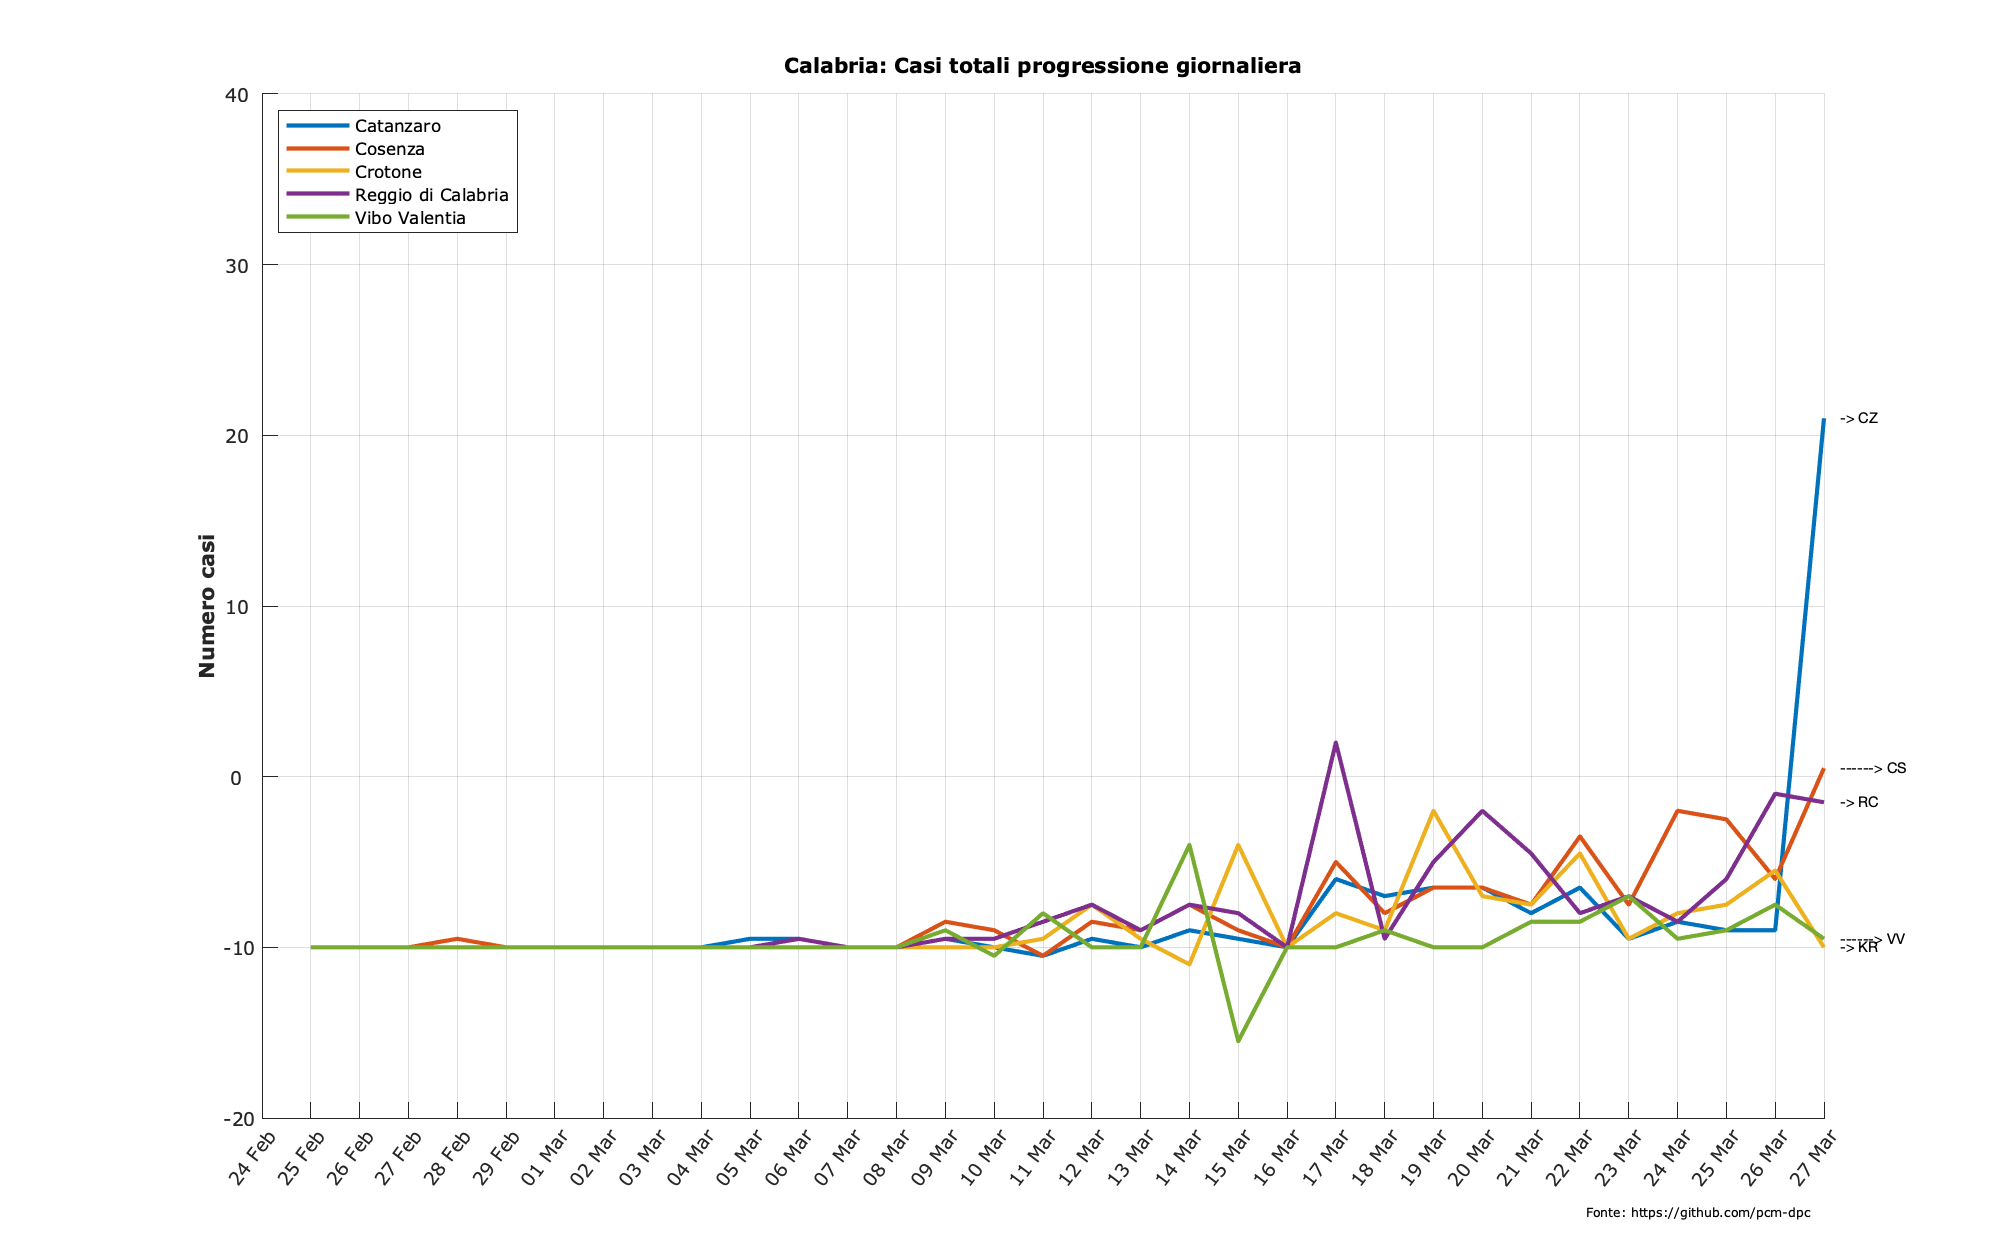 Calabria: Casi totali progressione giornaliera
40
30
20
10
0
-10
-20
Numero casi
Catanzaro
Cosenza
Crotone
Reggio di Calabria
Vibo Valentia
-> CZ
------> CS
-> RC
------> VV
-> KR
24 Feb
25 Feb
26 Feb
27 Feb
28 Feb
29 Feb
01 Mar
02 Mar
03 Mar
04 Mar
05 Mar
06 Mar
07 Mar
08 Mar
09 Mar
10 Mar
11 Mar
12 Mar
13 Mar
14 Mar
15 Mar
16 Mar
17 Mar
18 Mar
19 Mar
20 Mar
21 Mar
22 Mar
23 Mar
24 Mar
25 Mar
26 Mar
27 Mar
Fonte: https://github.com/pcm-dpc